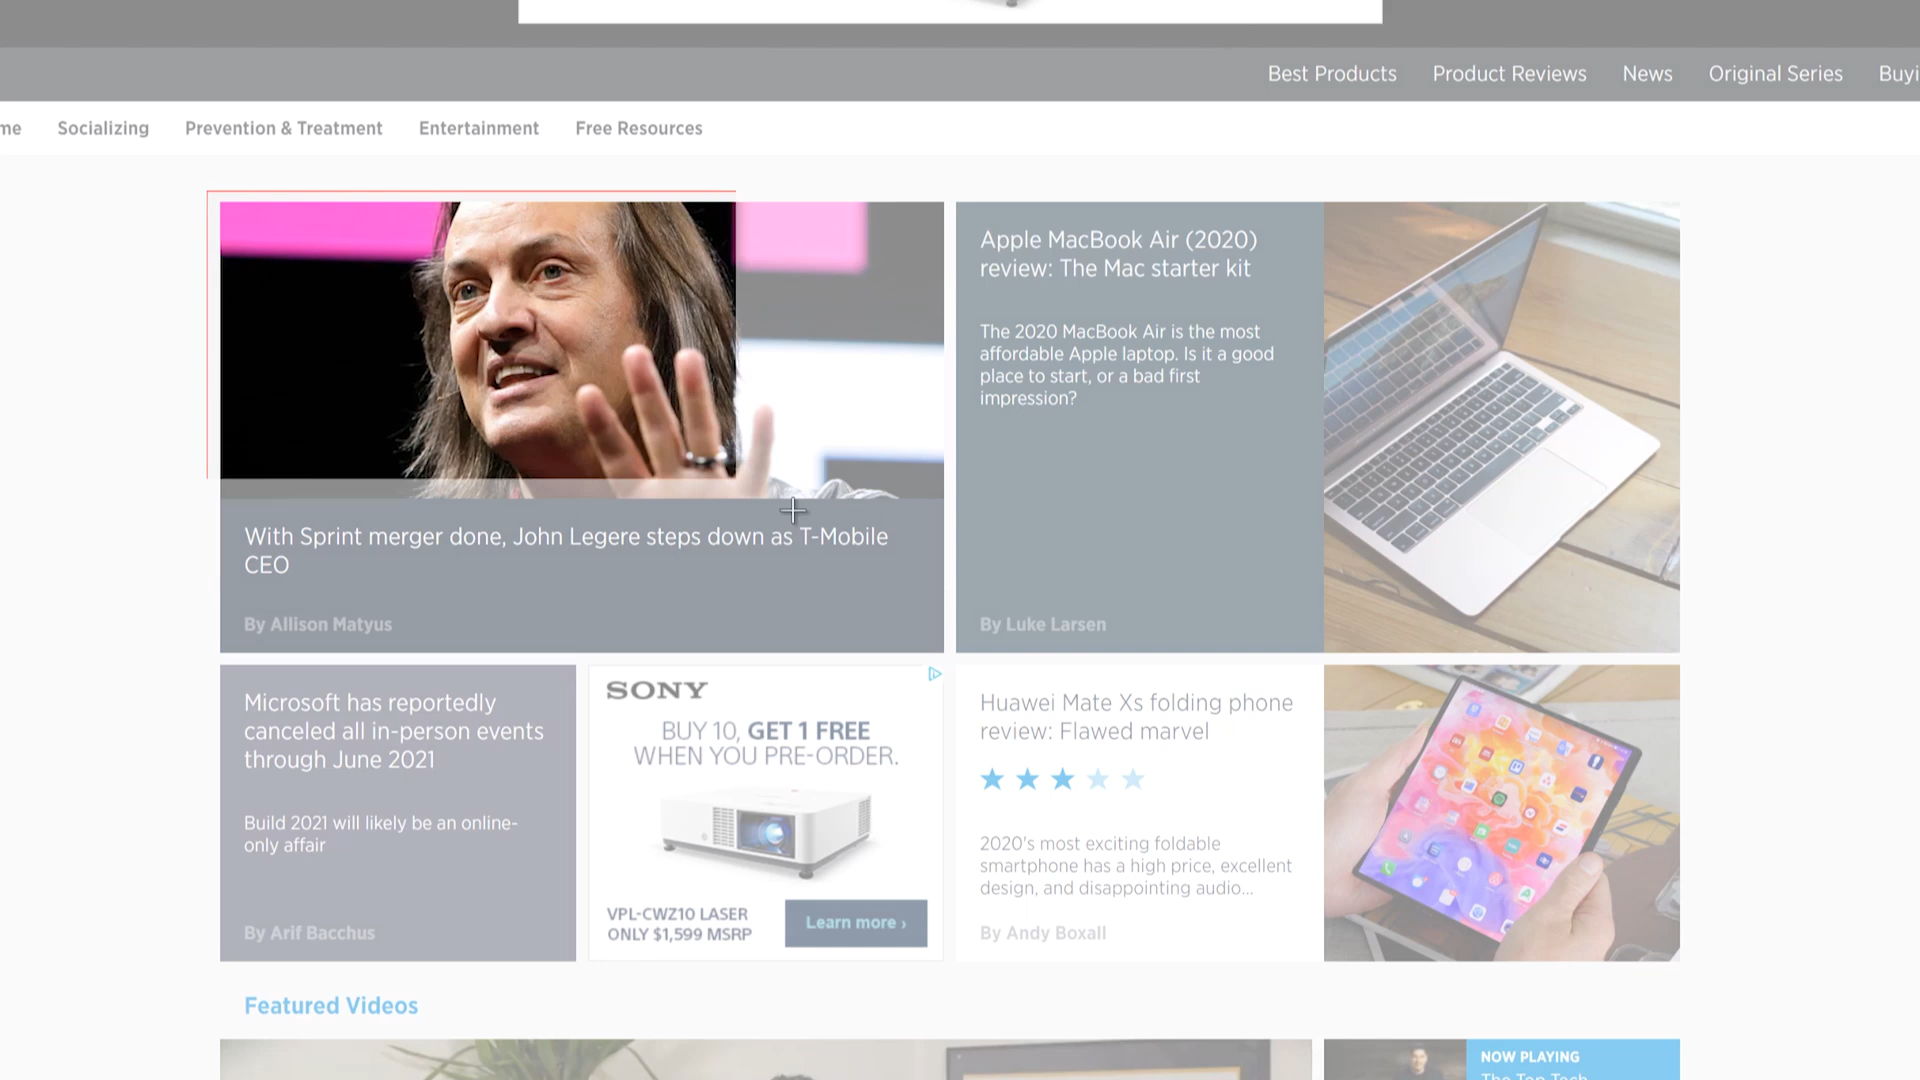 Best Products Product Reviews News Original Series Buyi
me Socializing Prevention & Treatment Entertainment Free Resources
With Sprint merger done, John Legere steps down as T-Mobile
CEO
By Allison Matyus
Apple MacBook Air (2020)
review: The Mac starter kit
The 2020 MacBook Air is the most
affordable Apple laptop. Is it a good
place to start, or a bad first
impression?
By Luke Larsen
Microsoft has reportedly
canceled all in-person events
through June 2021
Build 2021 will likely be an online-
only affair
By Arif Bacchus
SONY
BUY 10, GET 1 FREE
WHEN YOU PRE-ORDER.
VPL-CWZ10 LASER
ONLY $1,599 MSRP
Learn more ›
Huawei Mate Xs folding phone
review: Flawed marvel
2020's most exciting foldable
smartphone has a high price, excellent
design, and disappointing audio...
By Andy Boxall
Featured Videos
NOW PLAYING
The Top Tech